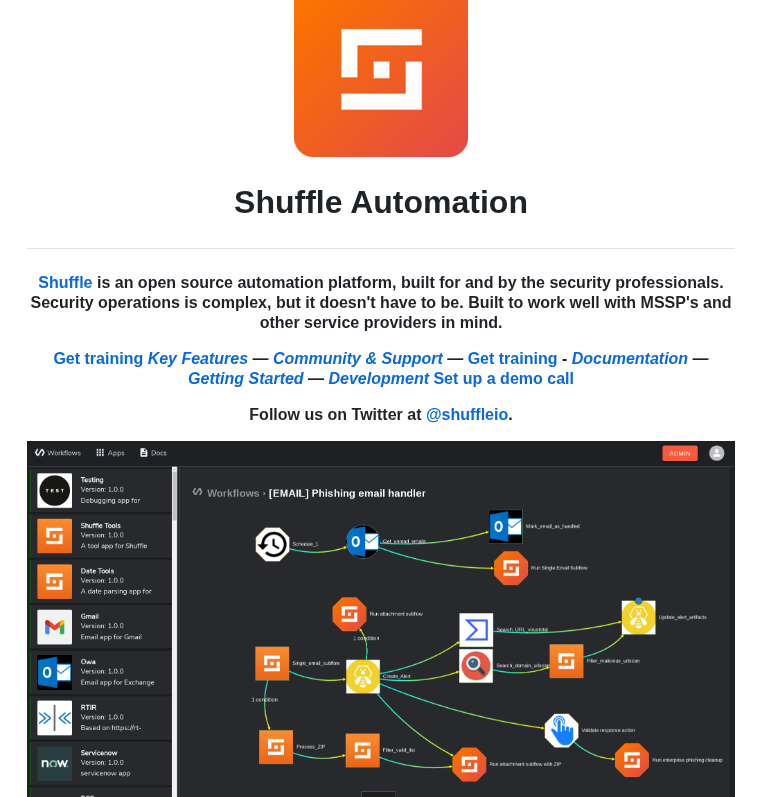 Shuffle Automation
Shuffle is an open source automation platform, built for and by the security professionals.
Security operations is complex, but it doesn't have to be. Built to work well with MSSP's and
other service providers in mind.
Get training Key Features — Community & Support — Get training - Documentation —
Getting Started — Development Set up a demo call
Follow us on Twitter at @shuffleio.
Workflows Apps Docs ADMIN
Testing
Version: 1.0.0
Debugging app for
TEST
Shuffle Tools
Version: 1.0.0
A tool app for Shuffle
Date Tools
Version: 1.0.0
A date parsing app for
Gmail
Version: 1.0.0
Email app for Gmail
Owa
Version: 1.0.0
Email app for Exchange
RTIR
Version: 1.0.0
Based on https://rt-
Servicenow
Version: 1.0.0
servicenow app
now.
Workflows › [EMAIL] Phishing email handler
Schedule_1
Get_unread_emails
Mark_email_as_handled
Run Single Email Subflow
Run attachment subflow
1 condition
Search_URL_virustotal
Update_alert_artifacts
Single_email_subflow
Create_Alert
Search_domain_urlscan
Filter_malicious_urlscan
1 condition
Process_ZIP
Filter_valid_list
Validate response action
Run attachment subflow with ZIP
Run enterprise phishing cleanup